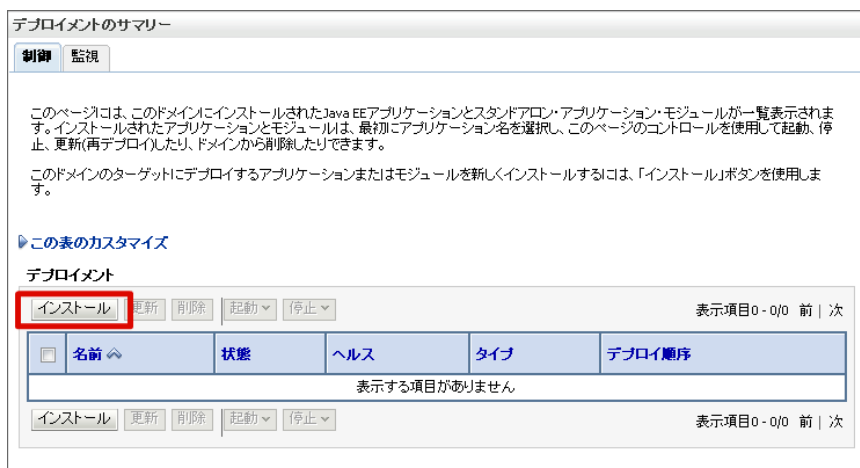 デプロイメントのサマリー
制御 監視
このページには、このドメインにインストールされたJava EEアプリケーションとスタンドアロン・アプリケーション・モジュールが一覧表示されま
す。インストールされたアプリケーションとモジュールは、最初にアプリケーション名を選択し、このページのコントロールを使用して起動、停
止、更新(再デプロイ)したり、ドメインから削除したりできます。
このドメインのターゲットにデプロイするアプリケーションまたはモジュールを新しくインストールするには、「インストール」ボタンを使用しま
す。
この表のカスタマイズ
デプロイメント
インストール 更新 削除 起動 停止 表示項目0 - 0/0 前 | 次
名前 状態 ヘルス タイプ デプロイ順序
表示する項目がありません
インストール 更新 削除 起動 停止 表示項目0 - 0/0 前 | 次